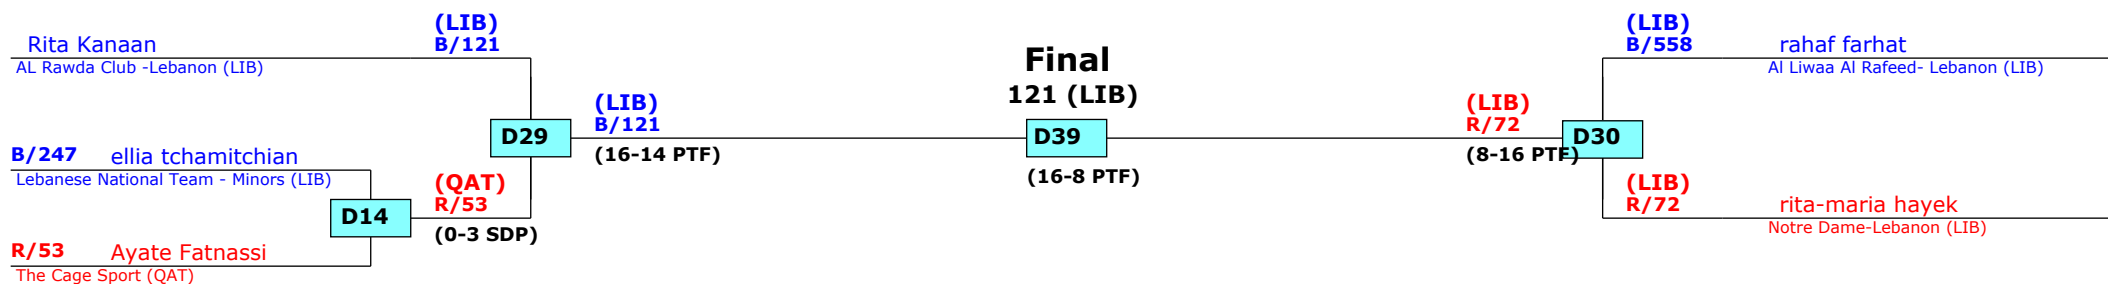 (LIB)
B/121
Rita Kanaan
AL Rawda Club -Lebanon (LIB)
B/247 ellia tchamitchian
Lebanese National Team - Minors (LIB)
D14
R/53 Ayate Fatnassi
The Cage Sport (QAT)
(QAT)
R/53
(0-3 SDP)
D29
(LIB)
B/121
(16-14 PTF)
Final
121 (LIB)
D39
(16-8 PTF)
(LIB)
R/72
(8-16 PTF)
D30
(LIB)
B/558 rahaf farhat
Al Liwaa Al Rafeed- Lebanon (LIB)
(LIB)
R/72 rita-maria hayek
Notre Dame-Lebanon (LIB)